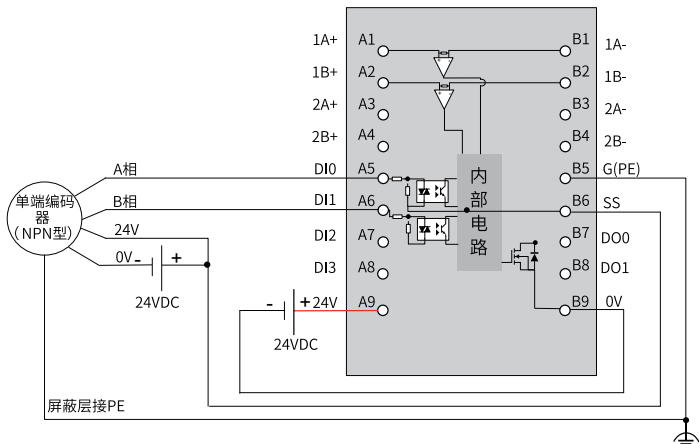 1A+ A1 B1 1A-
1B+ A2 B2 1B-
2A+ A3 B3 2A-
2B+ A4 B4 2B-
A相 DI0 A5 B5 G(PE)
B相 DI1 A6 B6 SS
24V DI2 A7 B7 DO0
0V - + DI3 A8 B8 DO1
24VDC
- + 24V A9 B9 0V
24VDC
单端编码
器
（NPN型）
内
部
电
路
屏蔽层接PE